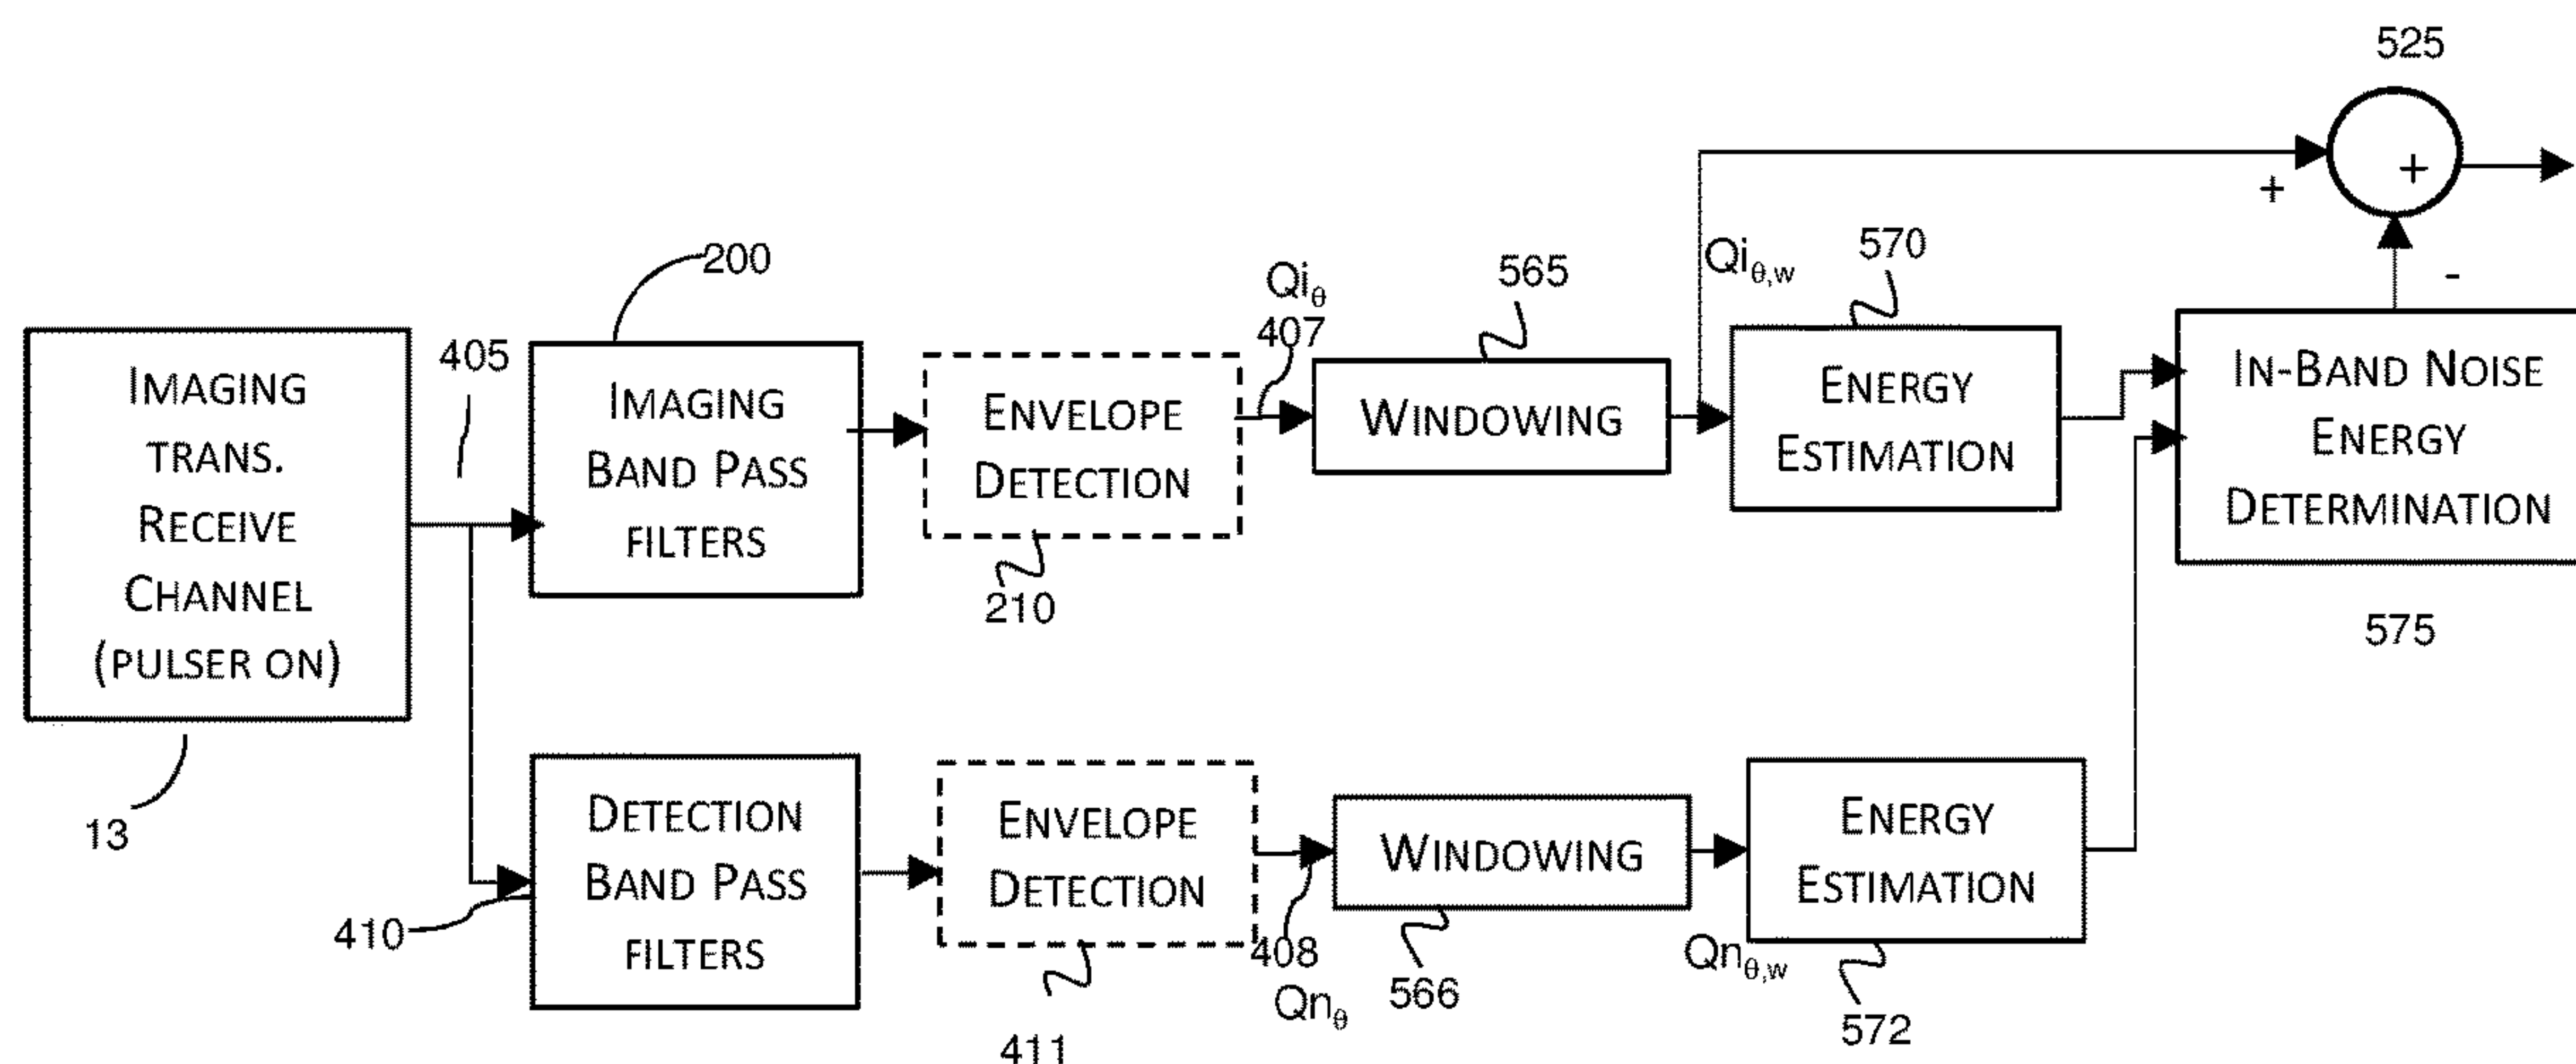 525
200
Qiθ
407
565
Qiθ,w
570
+
+
-
IMAGING
TRANS.
RECEIVE
CHANNEL
(PULSER ON)
13
405
IMAGING
BAND PASS
FILTERS
ENVELOPE
DETECTION
210
WINDOWING
ENERGY
ESTIMATION
IN-BAND NOISE
ENERGY
DETERMINATION
575
410
DETECTION
BAND PASS
FILTERS
ENVELOPE
DETECTION
411
408
Qnθ
WINDOWING
566
Qnθ,w
ENERGY
ESTIMATION
572